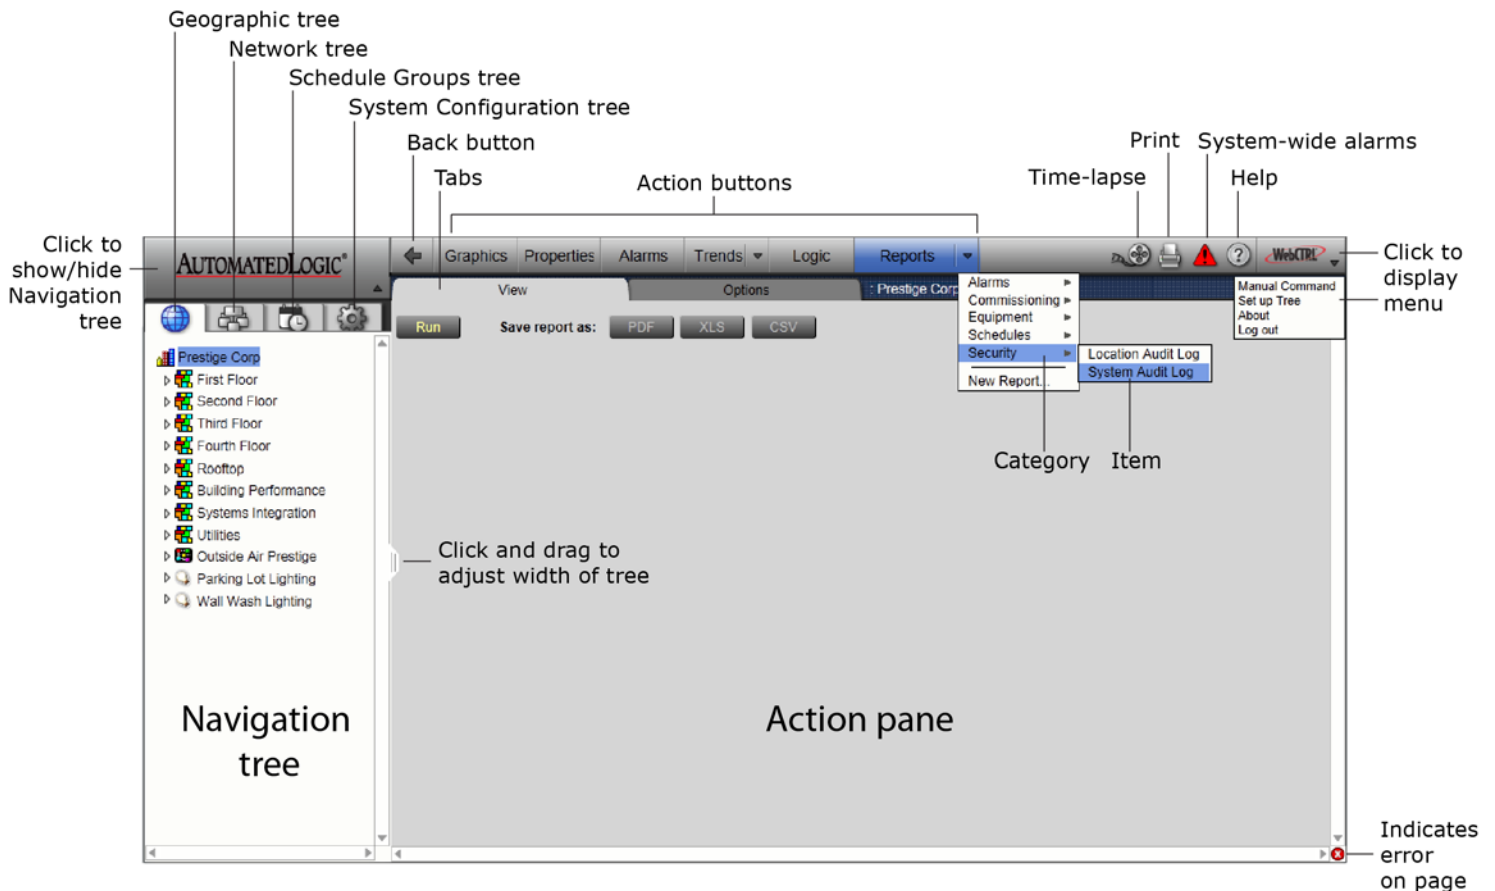 Geographic tree
Network tree
Schedule Groups tree
System Configuration tree
Back button
Print
System-wide alarms
Tabs
Action buttons
Time-lapse
Help
Click to
show/hide
Navigation
tree
AUTOMATEDLOGIC®
Graphics
Properties
Alarms
Trends
Logic
Reports
WebCTRL®
Click to
display
menu
View
Options
: Prestige Corp
Alarms
Commissioning
Equipment
Schedules
Security
New Report...
Location Audit Log
System Audit Log
Manual Command
Set up Tree
About
Log out
Run
Save report as:
PDF
XLS
CSV
Category
Item
Prestige Corp
First Floor
Second Floor
Third Floor
Fourth Floor
Rooftop
Building Performance
Systems Integration
Utilities
Outside Air Prestige
Parking Lot Lighting
Wall Wash Lighting
Click and drag to
adjust width of tree
Navigation
tree
Action pane
Indicates
error
on page